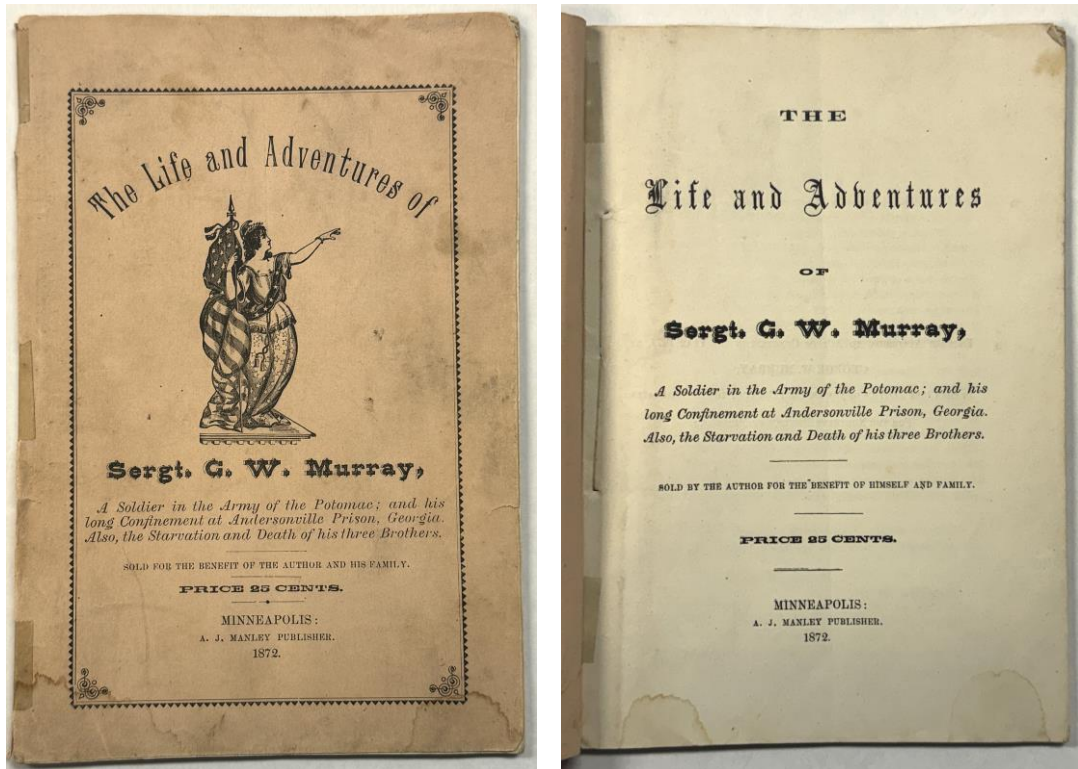 The Life and Adventures of
Sergt. G. W. Murray,
A Soldier in the Army of the Potomac; and his
long Confinement at Andersonville Prison, Georgia.
Also, the Starvation and Death of his three Brothers.
SOLD FOR THE BENEFIT OF THE AUTHOR AND HIS FAMILY.
PRICE 25 CENTS.
MINNEAPOLIS:
A. J. MANLEY PUBLISHER.
1872.
THE
Life and Adventures
OF
Sergt. G. W. Murray,
A Soldier in the Army of the Potomac; and his
long Confinement at Andersonville Prison, Georgia.
Also, the Starvation and Death of his three Brothers.
SOLD BY THE AUTHOR FOR THE BENEFIT OF HIMSELF AND FAMILY.
PRICE 25 CENTS.
MINNEAPOLIS:
A. J. MANLEY PUBLISHER.
1872.